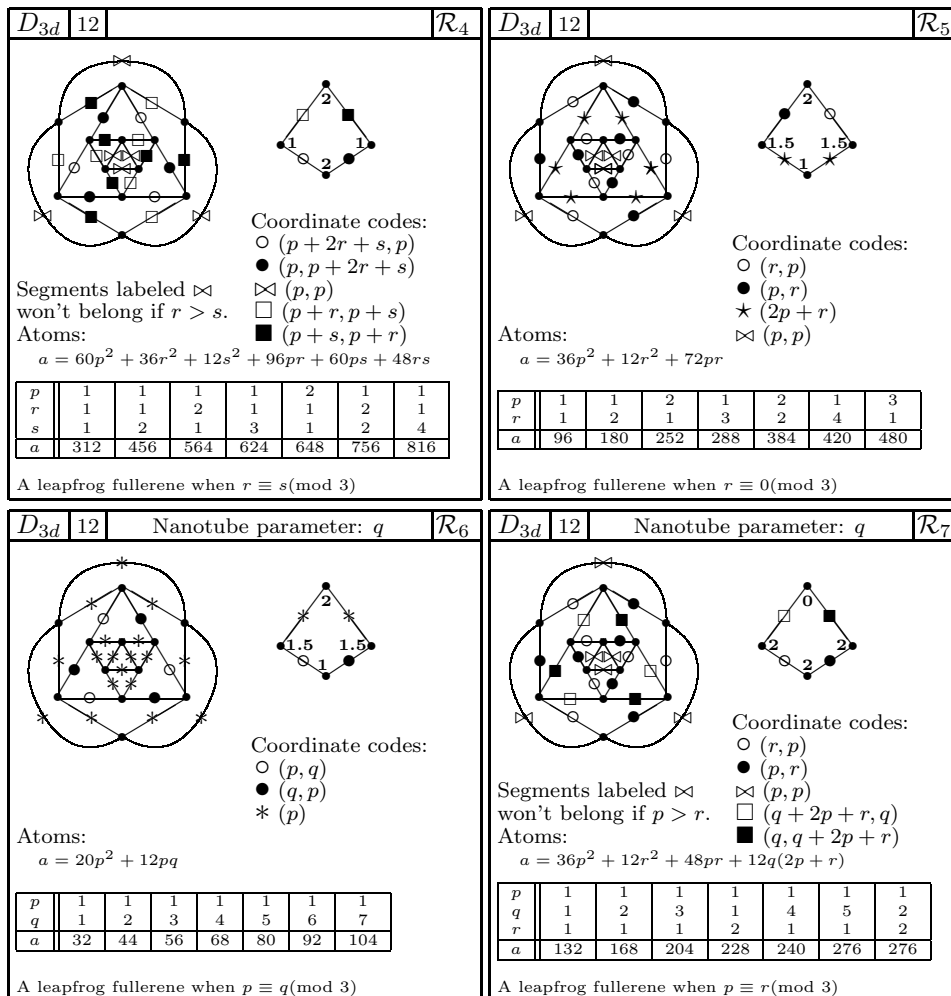 D3d 12 R4
2
1 1
2
Coordinate codes:
○ (p + 2r + s, p)
● (p, p + 2r + s)
Segments labeled ⋈ ⋈ (p, p)
won't belong if r > s. □ (p + r, p + s)
Atoms: ■ (p + s, p + r)
a = 60p² + 36r² + 12s² + 96pr + 60ps + 48rs
p 1 1 1 1 2 1 1
r 1 1 2 1 1 2 1
s 1 2 1 3 1 2 4
a 312 456 564 624 648 756 816
A leapfrog fullerene when r ≡ s(mod 3)
D3d 12 R5
2
1.5 1.5
1
Coordinate codes:
○ (r, p)
● (p, r)
★ (2p + r)
Atoms: ⋈ (p, p)
a = 36p² + 12r² + 72pr
p 1 1 2 1 2 1 3
r 1 2 1 3 2 4 1
a 96 180 252 288 384 420 480
A leapfrog fullerene when r ≡ 0(mod 3)
D3d 12 Nanotube parameter: q R6
2
1.5 1.5
1
Coordinate codes:
○ (p, q)
● (q, p)
* (p)
Atoms:
a = 20p² + 12pq
p 1 1 1 1 1 1 1
q 1 2 3 4 5 6 7
a 32 44 56 68 80 92 104
A leapfrog fullerene when p ≡ q(mod 3)
D3d 12 Nanotube parameter: q R7
0
2 2
2
Coordinate codes:
○ (r, p)
● (p, r)
Segments labeled ⋈ ⋈ (p, p)
won't belong if p > r. □ (q + 2p + r, q)
Atoms: ■ (q, q + 2p + r)
a = 36p² + 12r² + 48pr + 12q(2p + r)
p 1 1 1 1 1 1 1
q 1 2 3 1 4 5 2
r 1 1 1 2 1 1 2
a 132 168 204 228 240 276 276
A leapfrog fullerene when p ≡ r(mod 3)